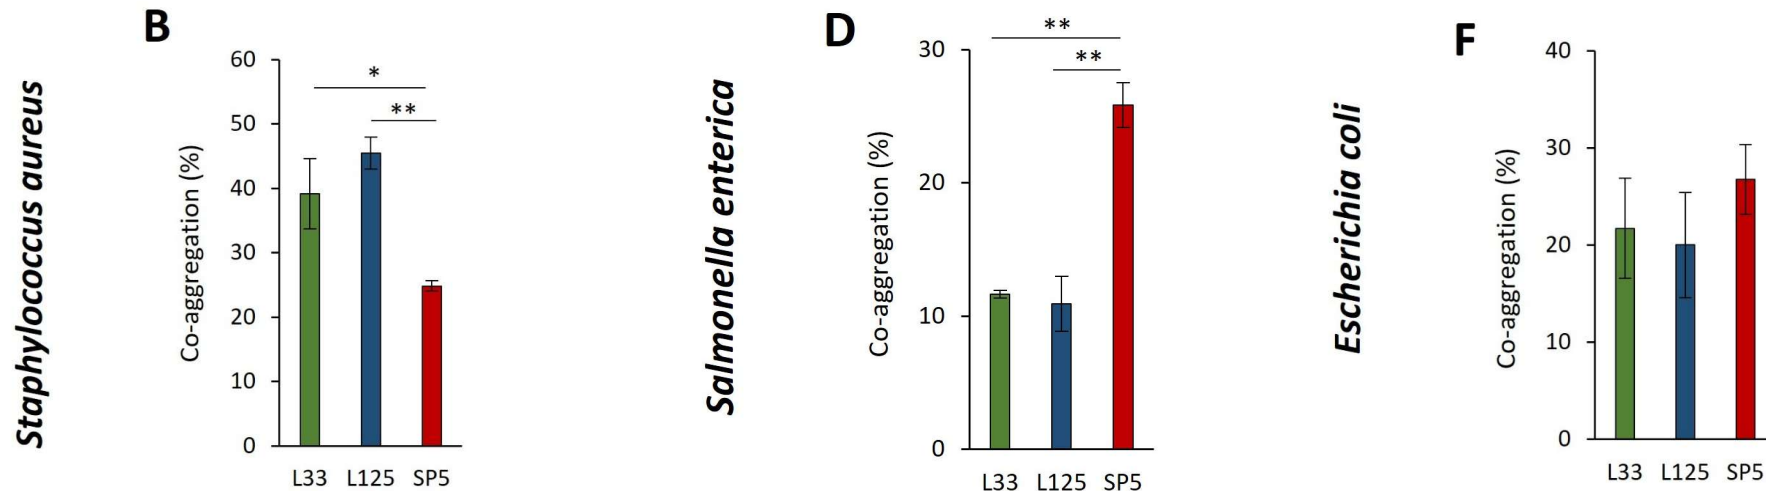 B
Staphylococcus aureus
Co-aggregation (%)
60
50
40
30
20
10
0
*
**
L33 L125 SP5
D
Salmonella enterica
Co-aggregation (%)
30
20
10
0
**
**
L33 L125 SP5
F
Escherichia coli
Co-aggregation (%)
40
30
20
10
0
L33 L125 SP5